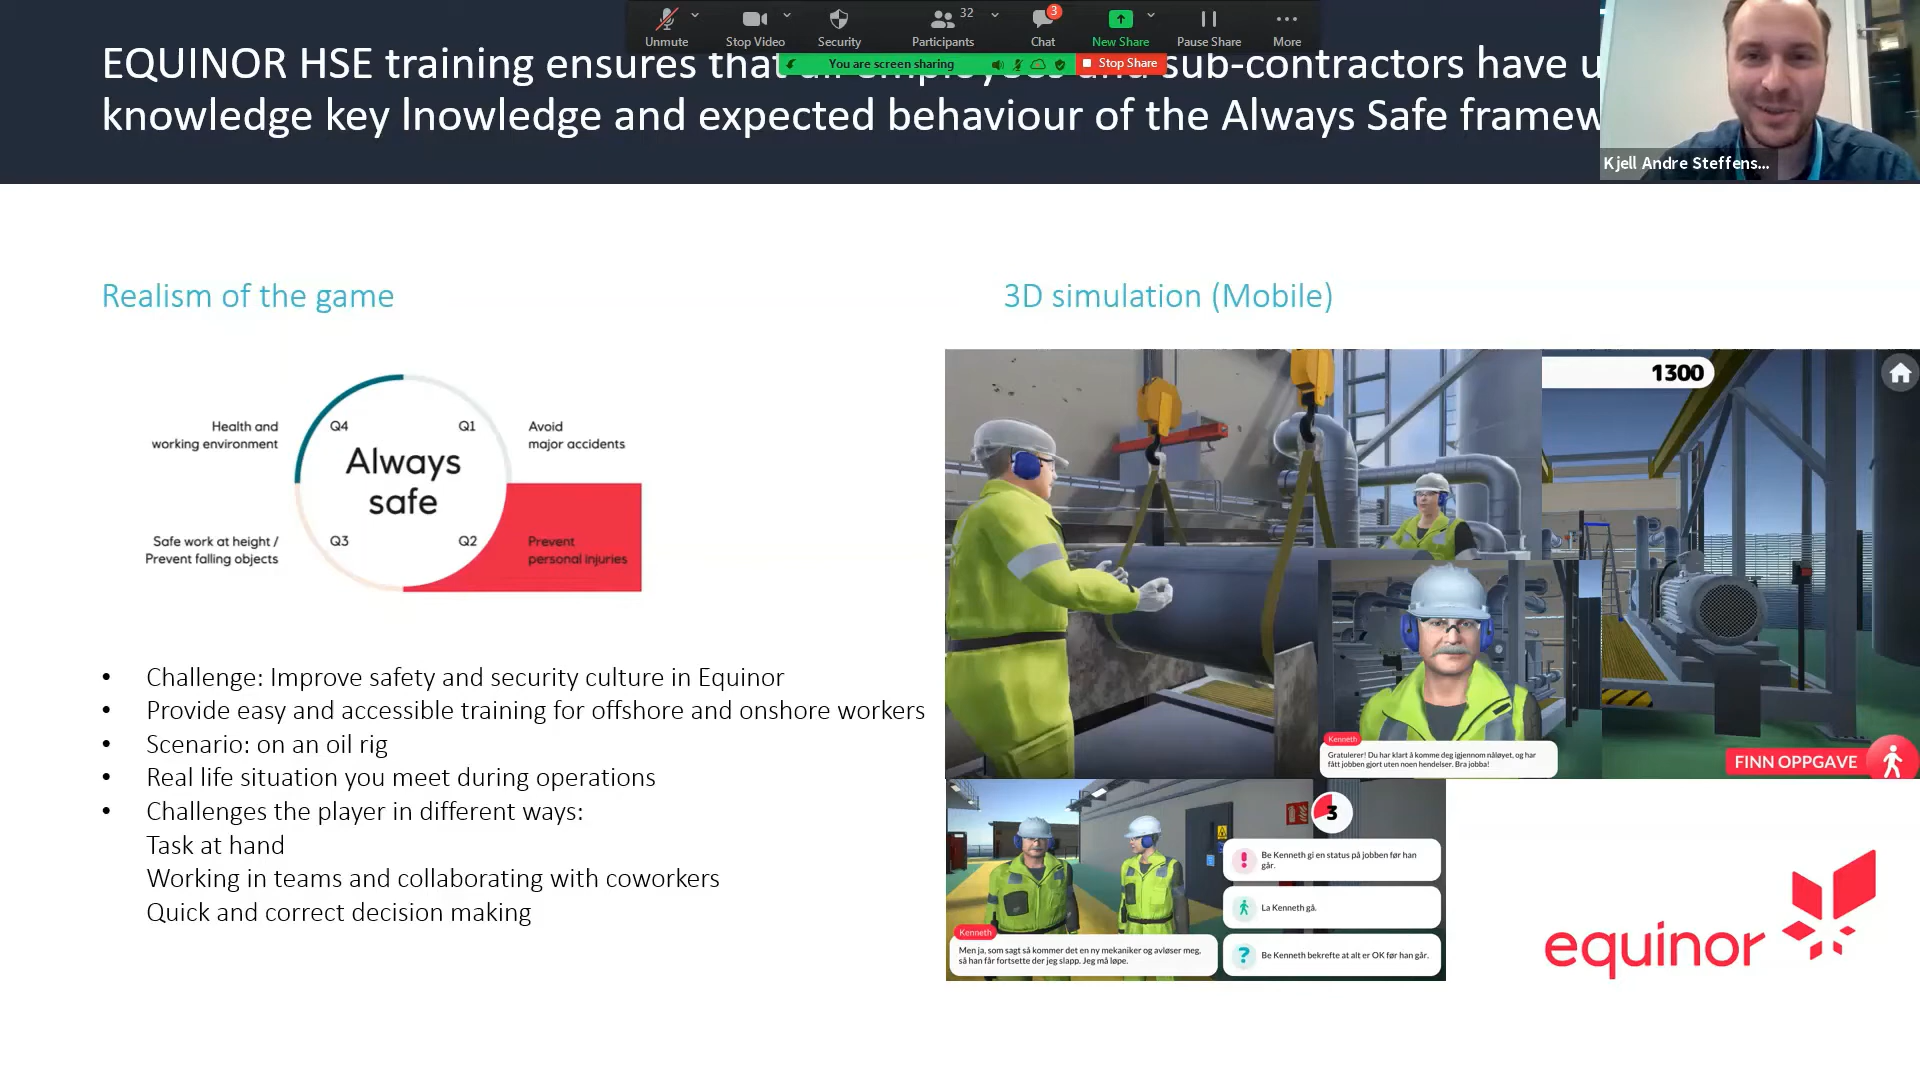 Unmute
Stop Video
Security
32
Participants
3
Chat
New Share
Pause Share
More
You are screen sharing
Stop Share
EQUINOR HSE training ensures that all employees and sub-contractors have u
knowledge key lnowledge and expected behaviour of the Always Safe framew
Kjell Andre Steffens...
Realism of the game
Health and
working environment
Q4
Q1
Avoid
major accidents
Always
safe
Safe work at height /
Prevent falling objects
Q3
Q2
Prevent
personal injuries
Challenge: Improve safety and security culture in Equinor
Provide easy and accessible training for offshore and onshore workers
Scenario: on an oil rig
Real life situation you meet during operations
Challenges the player in different ways:
Task at hand
Working in teams and collaborating with coworkers
Quick and correct decision making
3D simulation (Mobile)
1300
Kenneth
Gratulerer! Du har klart å komme deg igjennom nåløyet, og har
fått jobben gjort uten noen hendelser. Bra jobba!
FINN OPPGAVE
3
Be Kenneth gi en status på jobben før han
går.
La Kenneth gå.
Be Kenneth bekrefte at alt er OK før han går.
Kenneth
Men ja, som sagt så kommer det en ny mekaniker og avløser meg,
så han får fortsette der jeg slapp. Jeg må løpe.
equinor